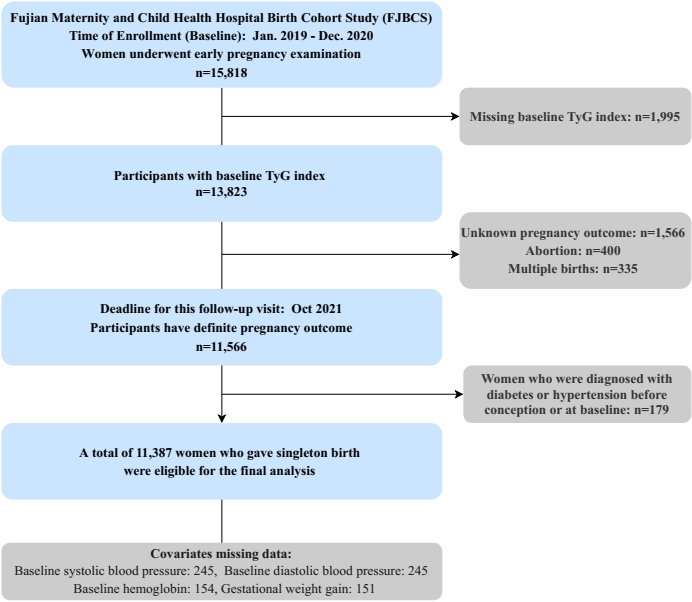 Fujian Maternity and Child Health Hospital Birth Cohort Study (FJBCS)
Time of Enrollment (Baseline): Jan. 2019 - Dec. 2020
Women underwent early pregnancy examination
n=15,818
Missing baseline TyG index: n=1,995
Participants with baseline TyG index
n=13,823
Unknown pregnancy outcome: n=1,566
Abortion: n=400
Multiple births: n=335
Deadline for this follow-up visit: Oct 2021
Participants have definite pregnancy outcome
n=11,566
Women who were diagnosed with
diabetes or hypertension before
conception or at baseline: n=179
A total of 11,387 women who gave singleton birth
were eligible for the final analysis
Covariates missing data:
Baseline systolic blood pressure: 245, Baseline diastolic blood pressure: 245
Baseline hemoglobin: 154, Gestational weight gain: 151